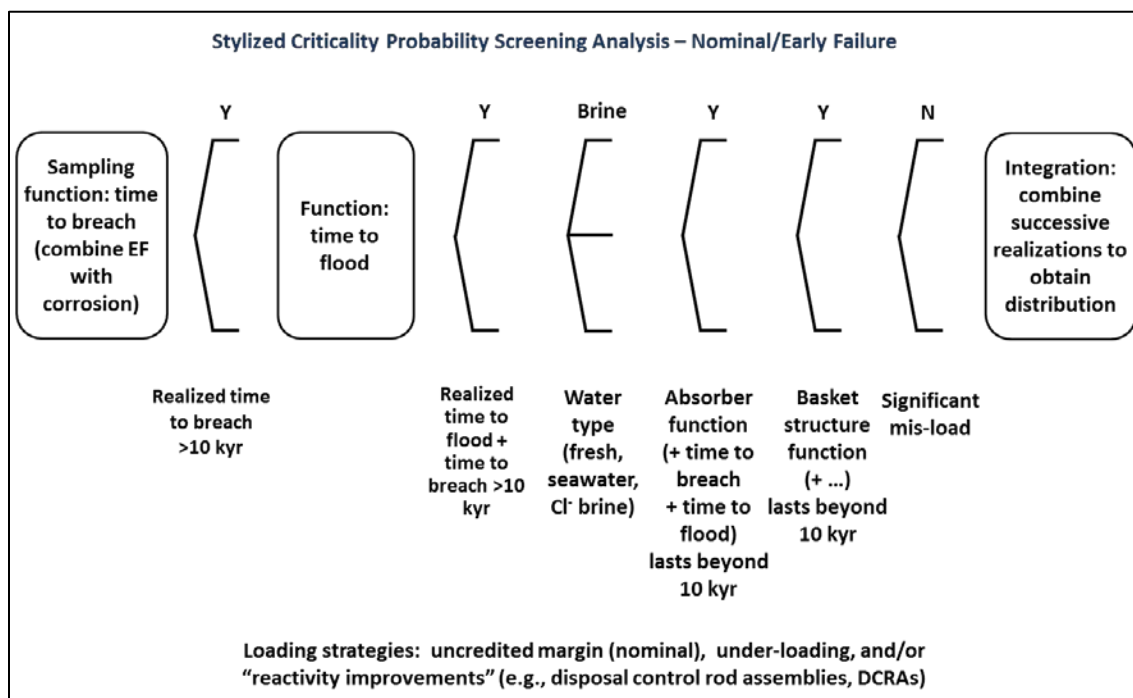 Stylized Criticality Probability Screening Analysis – Nominal/Early Failure
Y
Y
Brine
Y
Y
N
Sampling
function: time
to breach
(combine EF
with
corrosion)
Function:
time to
flood
Integration:
combine
successive
realizations to
obtain
distribution
Realized time
to breach
>10 kyr
Realized
time to
flood +
time to
breach >10
kyr
Water
type
(fresh,
seawater,
Cl⁻ brine)
Absorber
function
(+ time to
breach
+ time to
flood)
lasts beyond
10 kyr
Basket
structure
function
(+ …)
lasts beyond
10 kyr
Significant
mis-load
Loading strategies: uncredited margin (nominal), under-loading, and/or
“reactivity improvements” (e.g., disposal control rod assemblies, DCRAs)